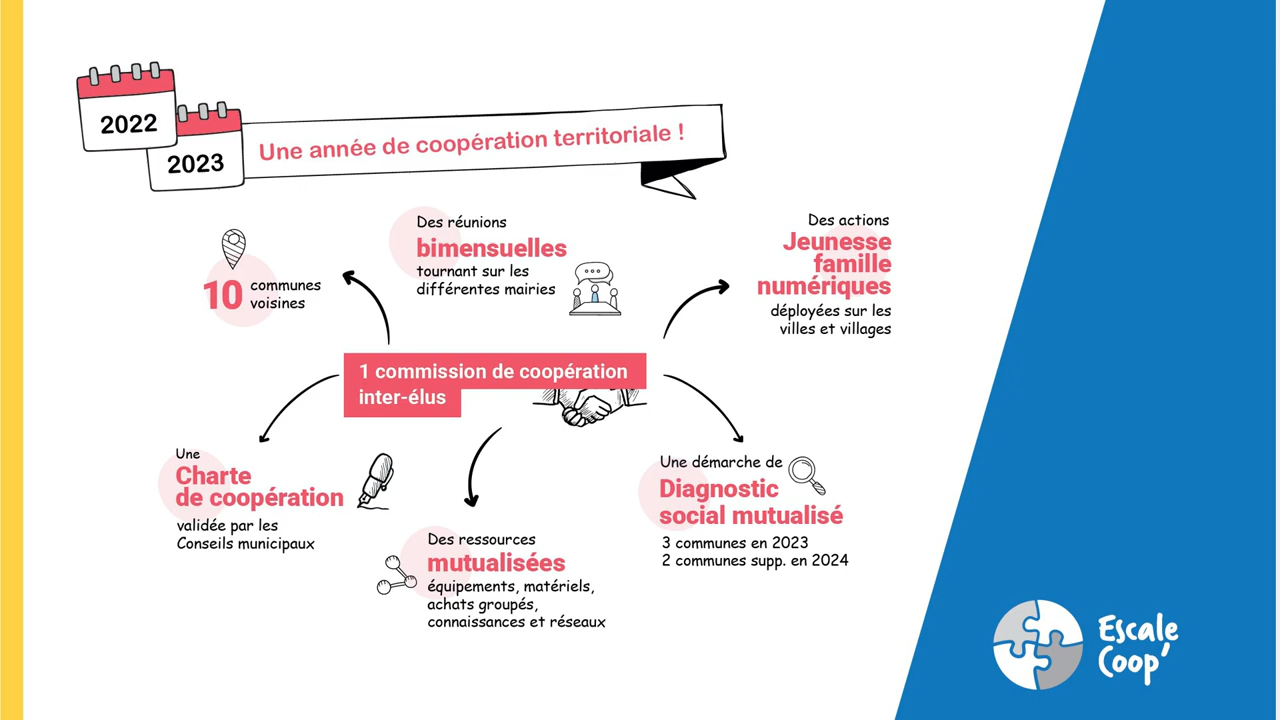 2022
2023
Une année de coopération territoriale !
10
communes
voisines
Des réunions
bimensuelles
tournant sur les
différentes mairies
Des actions
Jeunesse
famille
numériques
déployées sur les
villes et villages
1 commission de coopération
inter-élus
Une
Charte
de coopération
validée par les
Conseils municipaux
Des ressources
mutualisées
équipements, matériels,
achats groupés,
connaissances et réseaux
Une démarche de
Diagnostic
social mutualisé
3 communes en 2023
2 communes supp. en 2024
Escale
Coop'